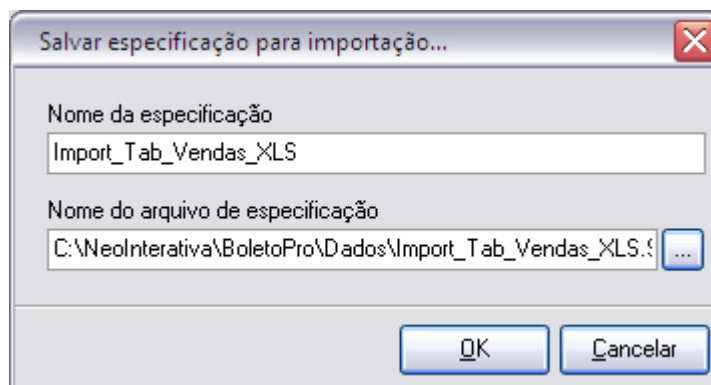 Salvar especificação para importação...
Nome da especificação
Import_Tab_Vendas_XLS
Nome do arquivo de especificação
C:\NeoInterativa\BoletoPro\Dados\Import_Tab_Vendas_XLS. ...
OK Cancelar